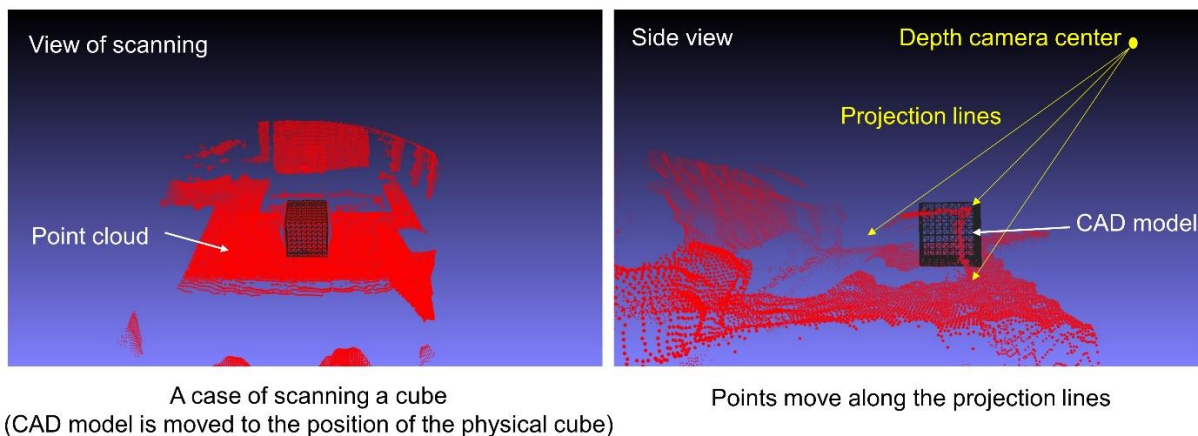 View of scanning
Point cloud
Side view
Depth camera center
Projection lines
CAD model
A case of scanning a cube
(CAD model is moved to the position of the physical cube)
Points move along the projection lines